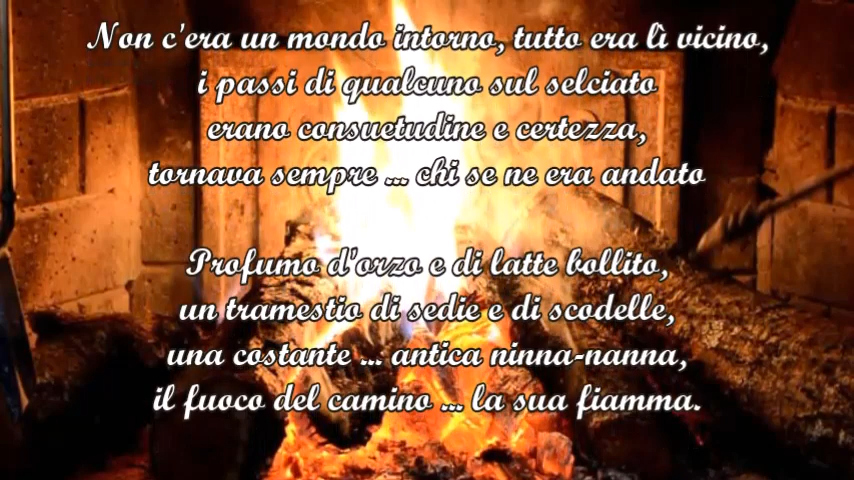 Non c'era un mondo intorno, tutto era lì vicino,
i passi di qualcuno sul selciato
erano consuetudine e certezza,
tornava sempre ... chi se ne era andato
Profumo d'orzo e di latte bollito,
un tramestio di sedie e di scodelle,
una costante ... antica ninna-nanna,
il fuoco del camino ... la sua fiamma.